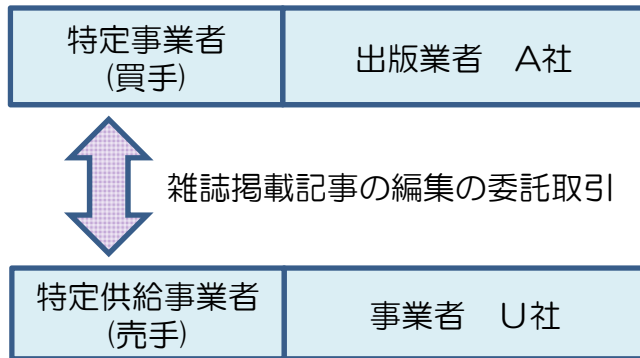 特定事業者
(買手)
出版業者　A社
雑誌掲載記事の編集の委託取引
特定供給事業者
(売手)
事業者　U社